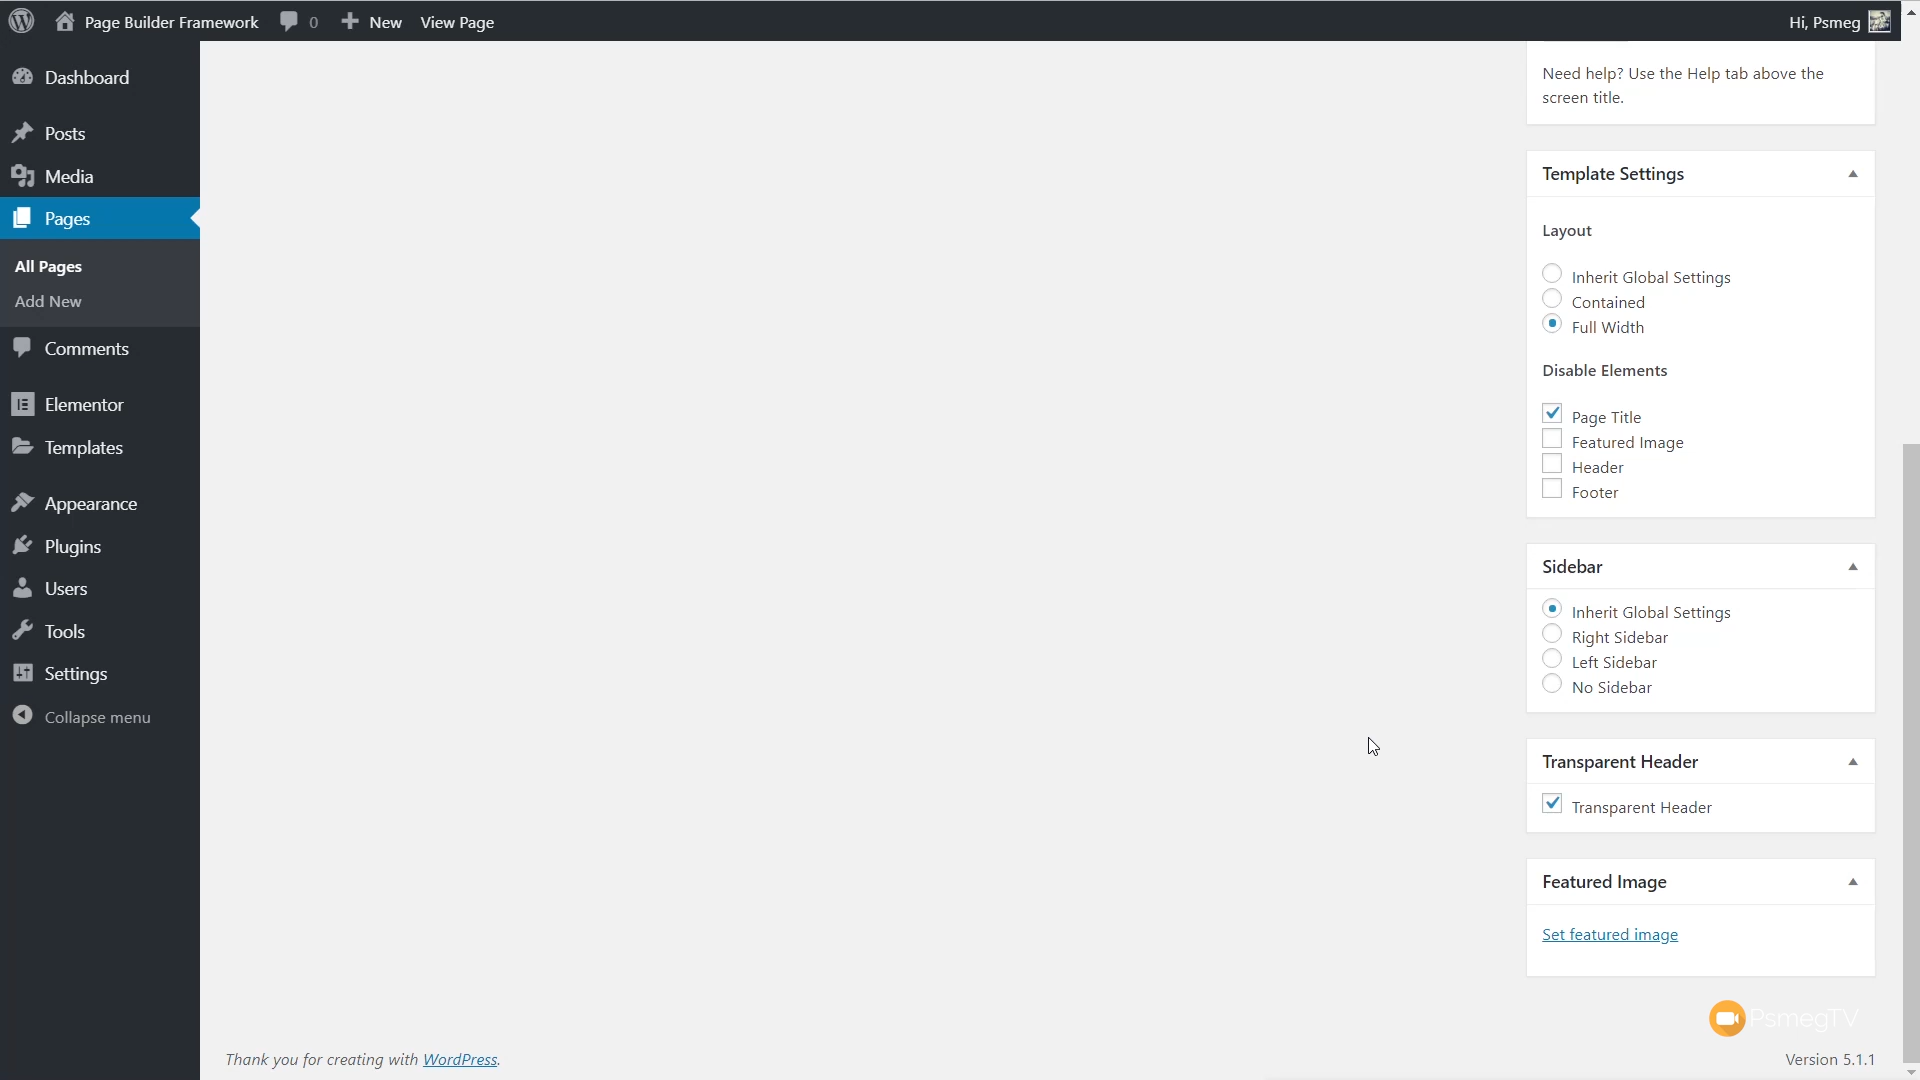 Page Builder Framework 0 New View Page Hi, Psmeg
Dashboard
Posts
Media
Pages
All Pages
Add New
Comments
Elementor
Templates
Appearance
Plugins
Users
Tools
Settings
Collapse menu
Need help? Use the Help tab above the
screen title.
Template Settings
Layout
Inherit Global Settings
Contained
Full Width
Disable Elements
Page Title
Featured Image
Header
Footer
Sidebar
Inherit Global Settings
Right Sidebar
Left Sidebar
No Sidebar
Transparent Header
Transparent Header
Featured Image
Set featured image
PsmegTV
Thank you for creating with WordPress.
Version 5.1.1